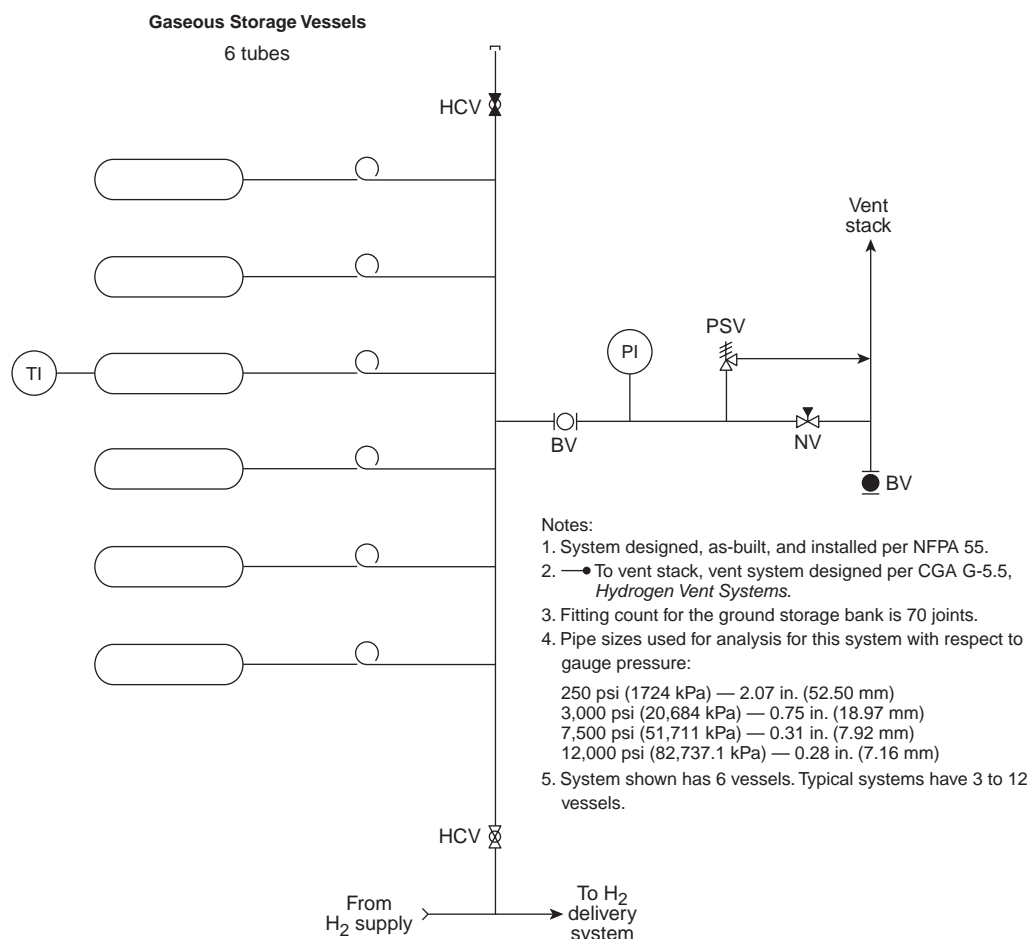 Gaseous Storage Vessels
6 tubes
HCV
Vent
stack
PSV
PI
TI
BV
NV
BV
Notes:
1. System designed, as-built, and installed per NFPA 55.
2. To vent stack, vent system designed per CGA G-5.5,
Hydrogen Vent Systems.
3. Fitting count for the ground storage bank is 70 joints.
4. Pipe sizes used for analysis for this system with respect to
gauge pressure:
250 psi (1724 kPa) — 2.07 in. (52.50 mm)
3,000 psi (20,684 kPa) — 0.75 in. (18.97 mm)
7,500 psi (51,711 kPa) — 0.31 in. (7.92 mm)
12,000 psi (82,737.1 kPa) — 0.28 in. (7.16 mm)
5. System shown has 6 vessels. Typical systems have 3 to 12
vessels.
HCV
From
H₂ supply
To H₂
delivery
system